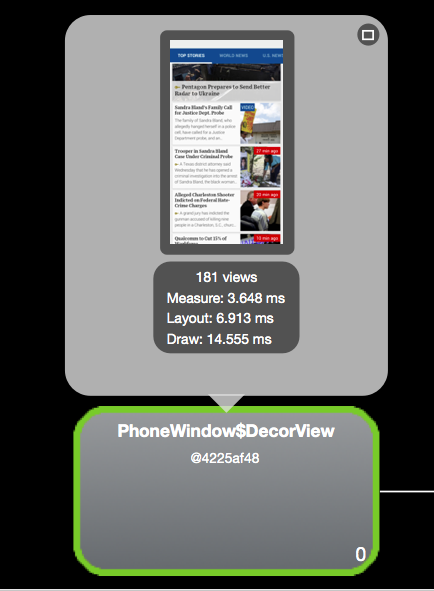 TOP STORIES WORLD NEWS U.S. NEWS
Pentagon Prepares to Send Better
Radar to Ukraine
Sandra Bland's Family Call
for Justice Dept. Probe
VIDEO
The family of Sandra Bland, who
allegedly hanged herself in a police
cell, have called for a Justice
Department probe, and an...
Trooper in Sandra Bland
Case Under Criminal Probe
27 min ago
A Texas district attorney said
Wednesday that he has opened a
criminal investigation into the arrest
of Sandra Bland, the black woman...
Alleged Charleston Shooter
Indicted on Federal Hate-
Crime Charges
A grand jury has indicted the
gunman accused of killing nine
people in a Charleston, S.C., churc...
Qualcomm to Cut 15% of
Workforce
181 views
Measure: 3.648 ms
Layout: 6.913 ms
Draw: 14.555 ms
PhoneWindow$DecorView
@4225af48
0